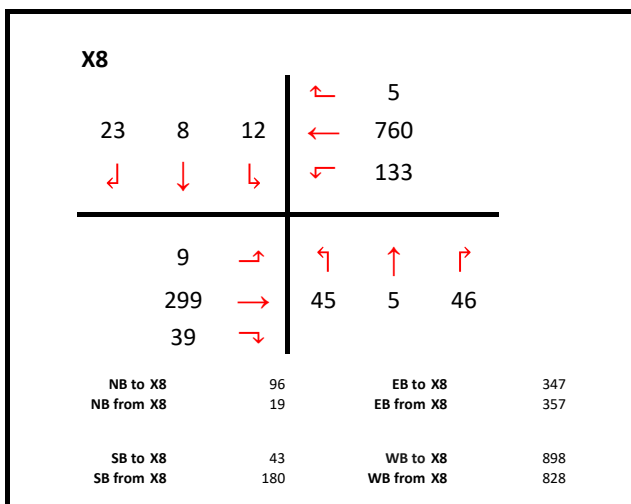 X8
5
23 8 12 760
133
9
299 45 5 46
39
NB to X8 96 EB to X8 347
NB from X8 19 EB from X8 357
SB to X8 43 WB to X8 898
SB from X8 180 WB from X8 828